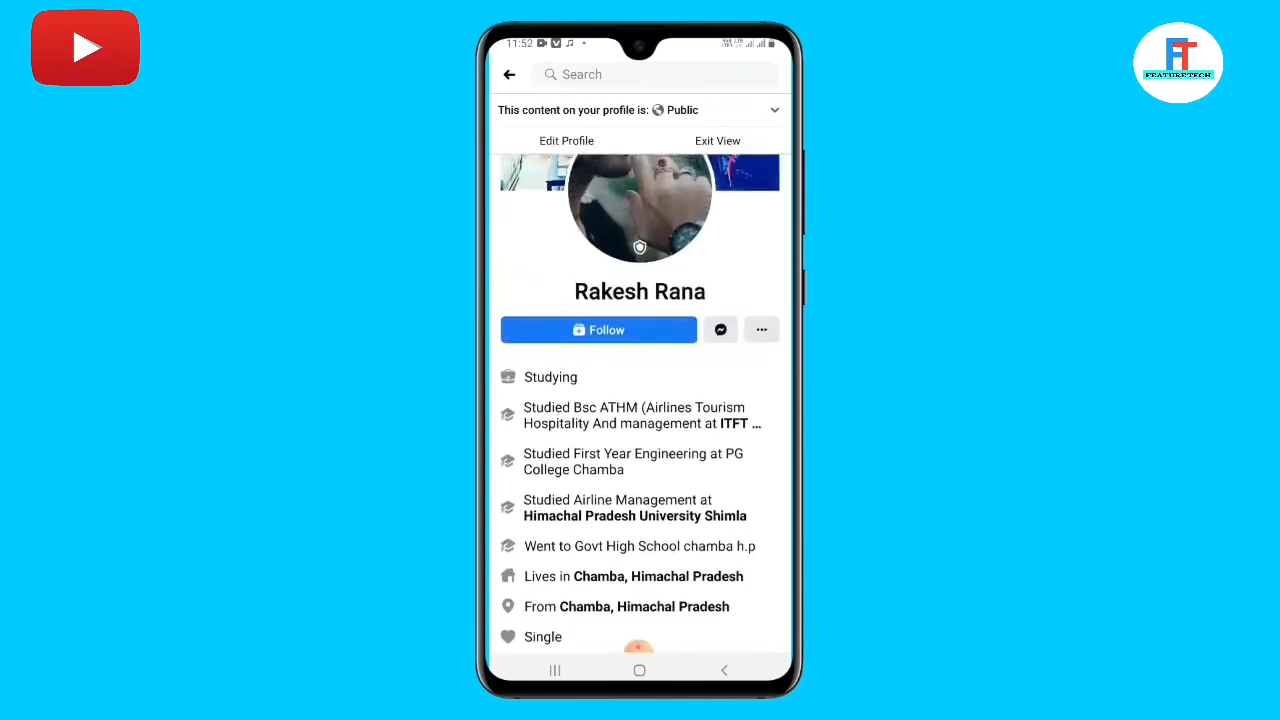 FT
FEATURE TECH
11:52
Search
This content on your profile is: Public
Edit Profile
Exit View
Rakesh Rana
Follow
Studying
Studied Bsc ATHM (Airlines Tourism
Hospitality And management at ITFT ...
Studied First Year Engineering at PG
College Chamba
Studied Airline Management at
Himachal Pradesh University Shimla
Went to Govt High School chamba h.p
Lives in Chamba, Himachal Pradesh
From Chamba, Himachal Pradesh
Single